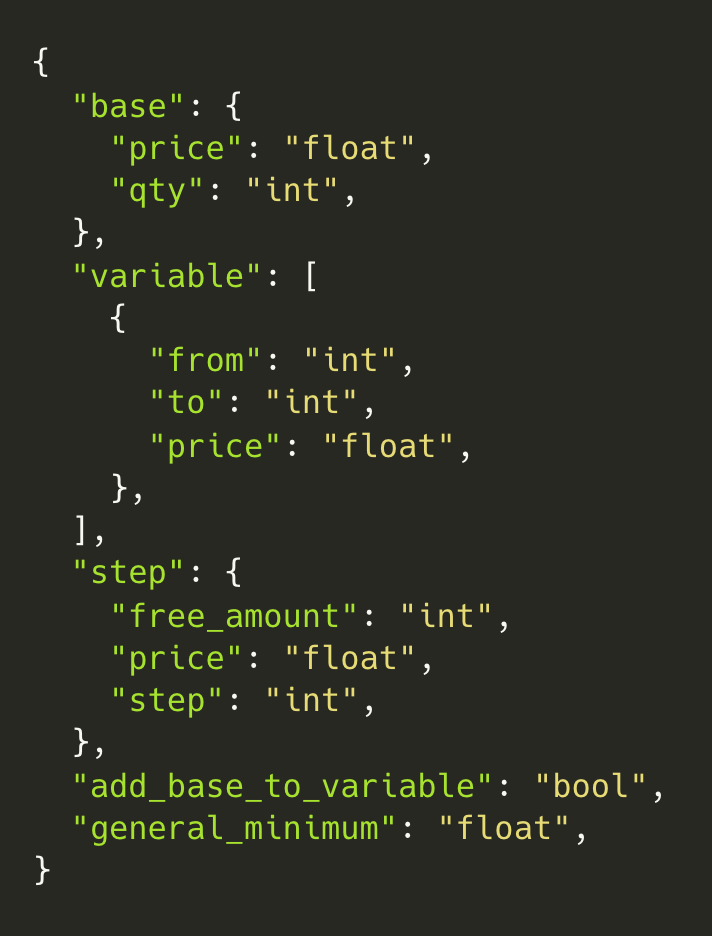 {
  "base": {
    "price": "float",
    "qty": "int",
  },
  "variable": [
    {
      "from": "int",
      "to": "int",
      "price": "float",
    },
  ],
  "step": {
    "free_amount": "int",
    "price": "float",
    "step": "int",
  },
  "add_base_to_variable": "bool",
  "general_minimum": "float",
}